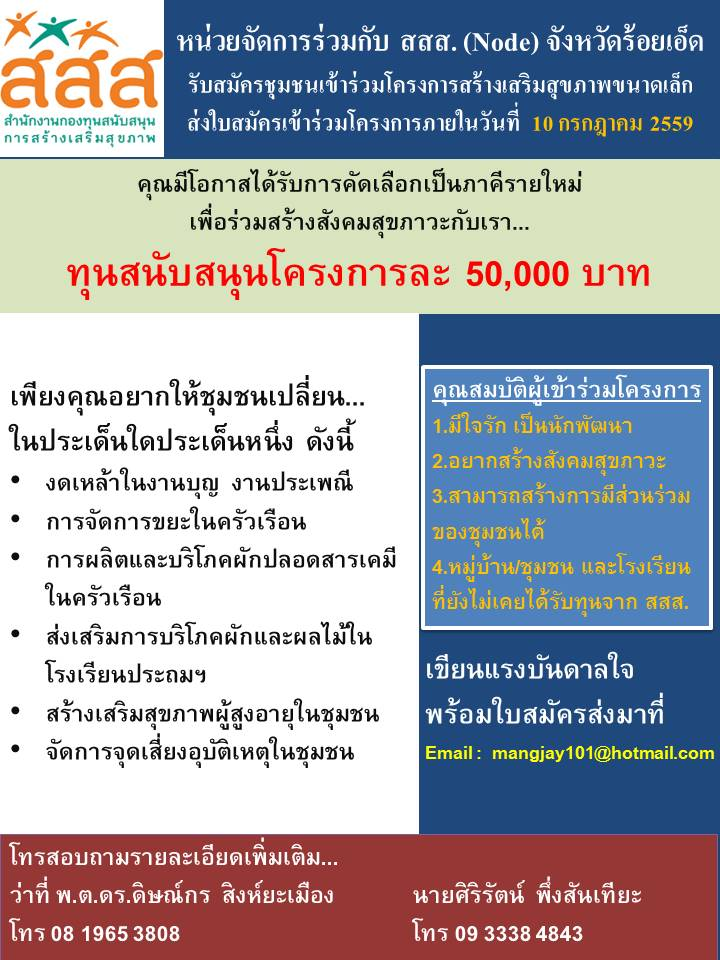 สสส
สำนักงานกองทุนสนับสนุน
การสร้างเสริมสุขภาพ
หน่วยจัดการร่วมกับ สสส. (Node) จังหวัดร้อยเอ็ด
รับสมัครชุมชนเข้าร่วมโครงการสร้างเสริมสุขภาพขนาดเล็ก
ส่งใบสมัครเข้าร่วมโครงการภายในวันที่ 10 กรกฎาคม 2559
คุณมีโอกาสได้รับการคัดเลือกเป็นภาคีรายใหม่
เพื่อร่วมสร้างสังคมสุขภาวะกับเรา...
ทุนสนับสนุนโครงการละ 50,000 บาท
เพียงคุณอยากให้ชุมชนเปลี่ยน...
ในประเด็นใดประเด็นหนึ่ง ดังนี้
• งดเหล้าในงานบุญ งานประเพณี
• การจัดการขยะในครัวเรือน
• การผลิตและบริโภคผักปลอดสารเคมี
ในครัวเรือน
• ส่งเสริมการบริโภคผักและผลไม้ใน
โรงเรียนประถมฯ
• สร้างเสริมสุขภาพผู้สูงอายุในชุมชน
• จัดการจุดเสี่ยงอุบัติเหตุในชุมชน
คุณสมบัติผู้เข้าร่วมโครงการ
1.มีใจรัก เป็นนักพัฒนา
2.อยากสร้างสังคมสุขภาวะ
3.สามารถสร้างการมีส่วนร่วม
ของชุมชนได้
4.หมู่บ้าน/ชุมชน และโรงเรียน
ที่ยังไม่เคยได้รับทุนจาก สสส.
เขียนแรงบันดาลใจ
พร้อมใบสมัครส่งมาที่
Email : mangjay101@hotmail.com
โทรสอบถามรายละเอียดเพิ่มเติม...
ว่าที่ พ.ต.ดร.ดิษณ์กร สิงห์ยะเมือง
โทร 08 1965 3808
นายศิริรัตน์ พึ่งสันเทียะ
โทร 09 3338 4843